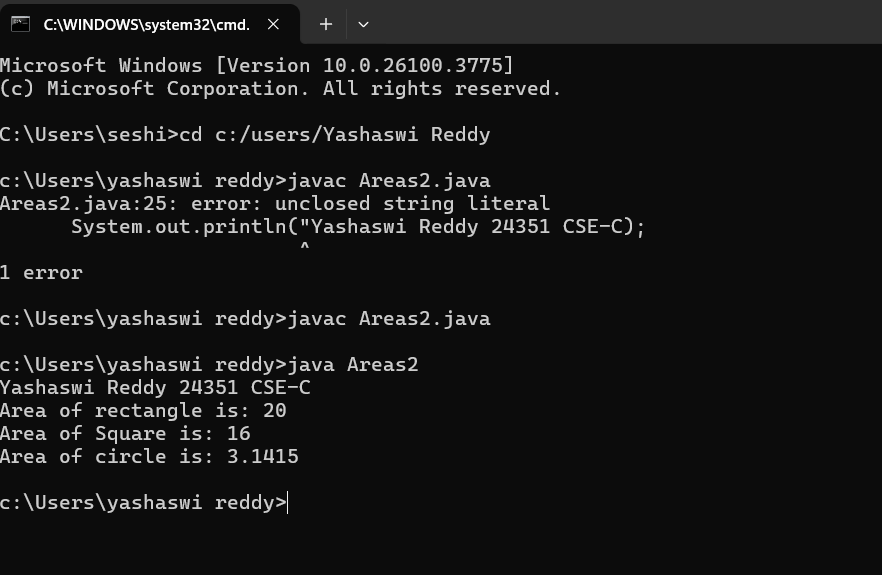 C:\WINDOWS\system32\cmd.
Microsoft Windows [Version 10.0.26100.3775]
(c) Microsoft Corporation. All rights reserved.
C:\Users\seshi>cd c:/users/Yashaswi Reddy
c:\Users\yashaswi reddy>javac Areas2.java
Areas2.java:25: error: unclosed string literal
      System.out.println("Yashaswi Reddy 24351 CSE-C);
                         ^
1 error
c:\Users\yashaswi reddy>javac Areas2.java
c:\Users\yashaswi reddy>java Areas2
Yashaswi Reddy 24351 CSE-C
Area of rectangle is: 20
Area of Square is: 16
Area of circle is: 3.1415
c:\Users\yashaswi reddy>